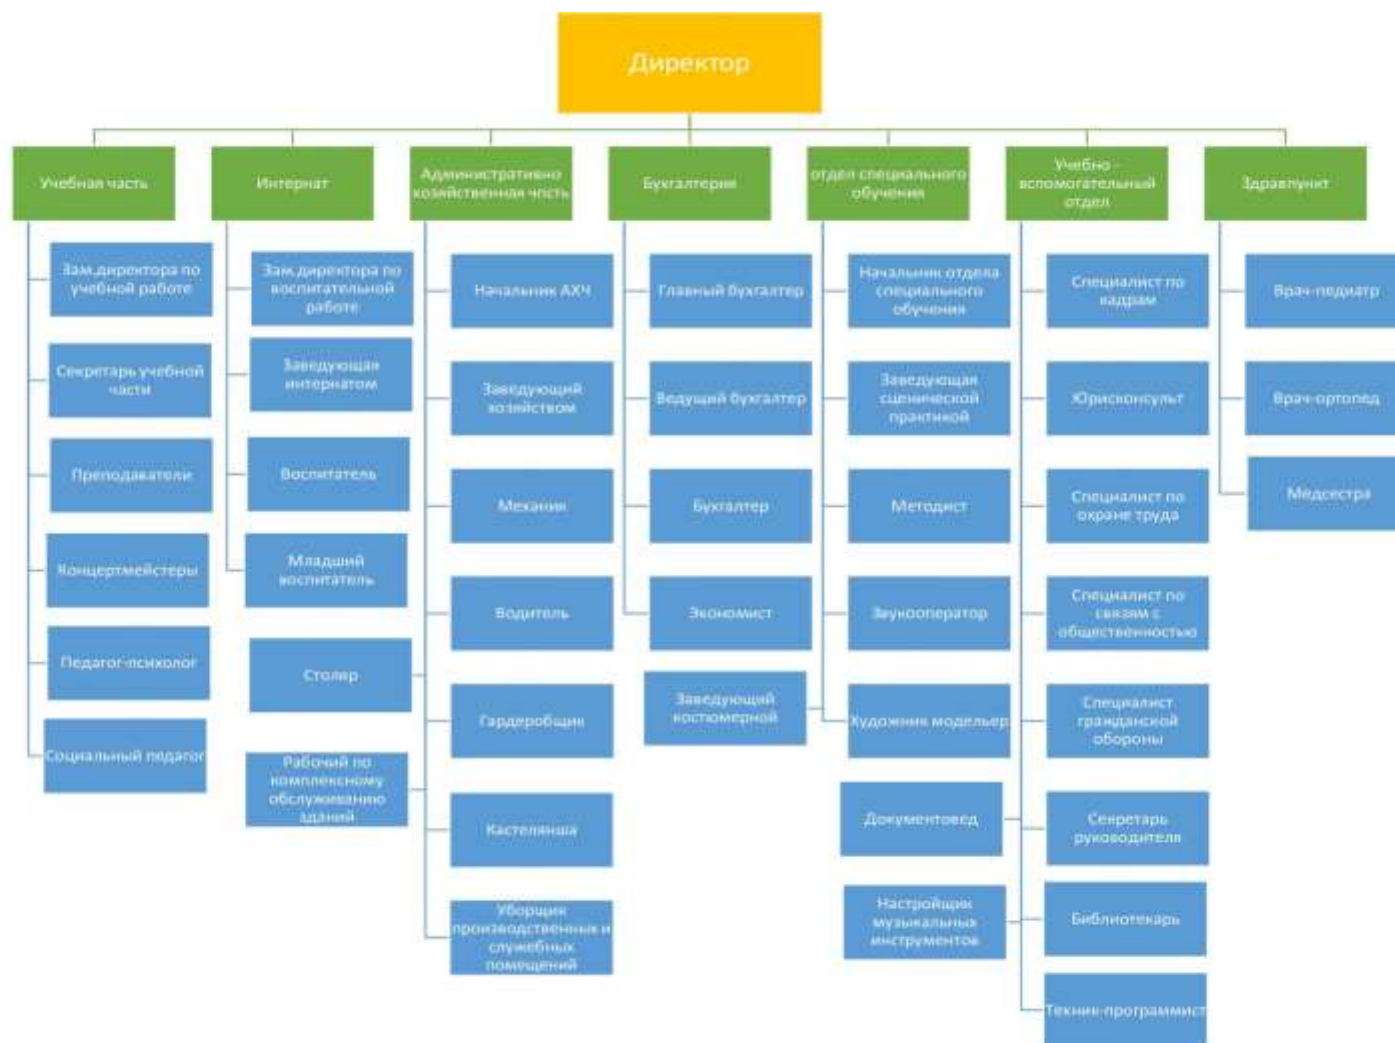 Директор
Учебная часть
Интернат
Административно
хозяйственная чпсть
Бухгалтерия
отдел специального
обучения
Учебно -
вспомогательный
отдел
Здравпункт
Зам.директора по
учебной работе
Секретарь учебной
части
Преподаватели
Концертмейстеры
Педагог-психолог
Социальный педагог
Зам.директора по
воспитательной
работе
Заведующая
интернатом
Воспитатель
Младший
воспитатель
Столяр
Рабочий по
комплексному
обслуживанию
зданий
Начальник АХЧ
Заведующий
хозяйством
Механик
Водитель
Гардеробщик
Кастелянша
Уборщик
производственных и
служебных
помещений
Главный бухгалтер
Ведущий бухгалтер
Бухгалтер
Экономист
Заведующий
костюмерной
Начальник отдела
специального
обучения
Заведующая
сценической
практикой
Методист
Звукооператор
Художник модельер
Документовед
Настройщик
музыкальных
инструментов
Специалист по
кадрам
Юрисконсульт
Специалист по
охране труда
Специалист по
связям с
общественностью
Специалист
гражданской
обороны
Секретарь
руководителя
Библиотекарь
Техник-программист
Врач-педиатр
Врач-ортопед
Медсестра